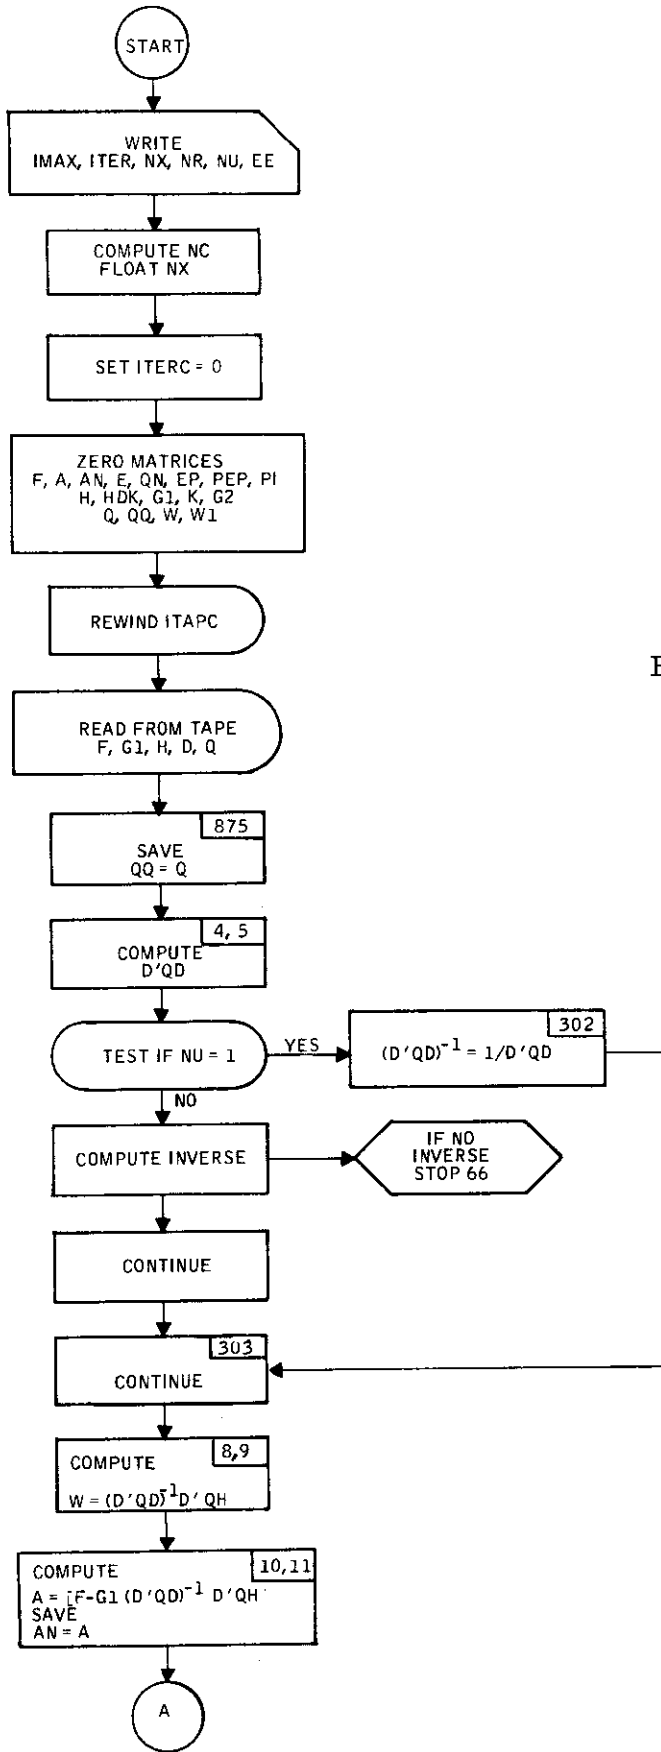 START
WRITE
IMAX, ITER, NX, NR, NU, EE
COMPUTE NC
FLOAT NX
SET ITERC = 0
ZERO MATRICES
F, A, AN, E, QN, EP, PEP, PI
H, HDK, G1, K, G2
Q, QQ, W, W1
REWIND ITAPC
READ FROM TAPE
F, G1, H, D, Q
875
SAVE
QQ = Q
4, 5
COMPUTE
D'QD
TEST IF NU = 1
YES
302
(D'QD)⁻¹ = 1/D'QD
NO
COMPUTE INVERSE
IF NO
INVERSE
STOP 66
CONTINUE
303
CONTINUE
8,9
COMPUTE
W = (D'QD)⁻¹ D' QH
10,11
COMPUTE
A = [F-G1 (D'QD)⁻¹ D'QH
SAVE
AN = A
A